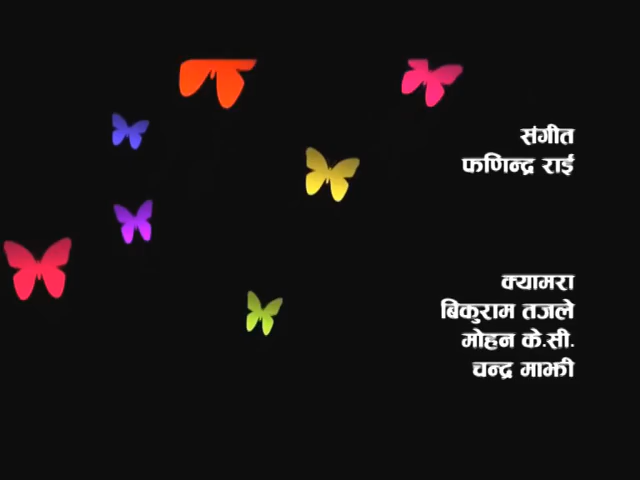 संगीत
फणिन्द्र राई
क्यामरा
बिकुराम तजले
मोहन के.सी.
चन्द्र माझी